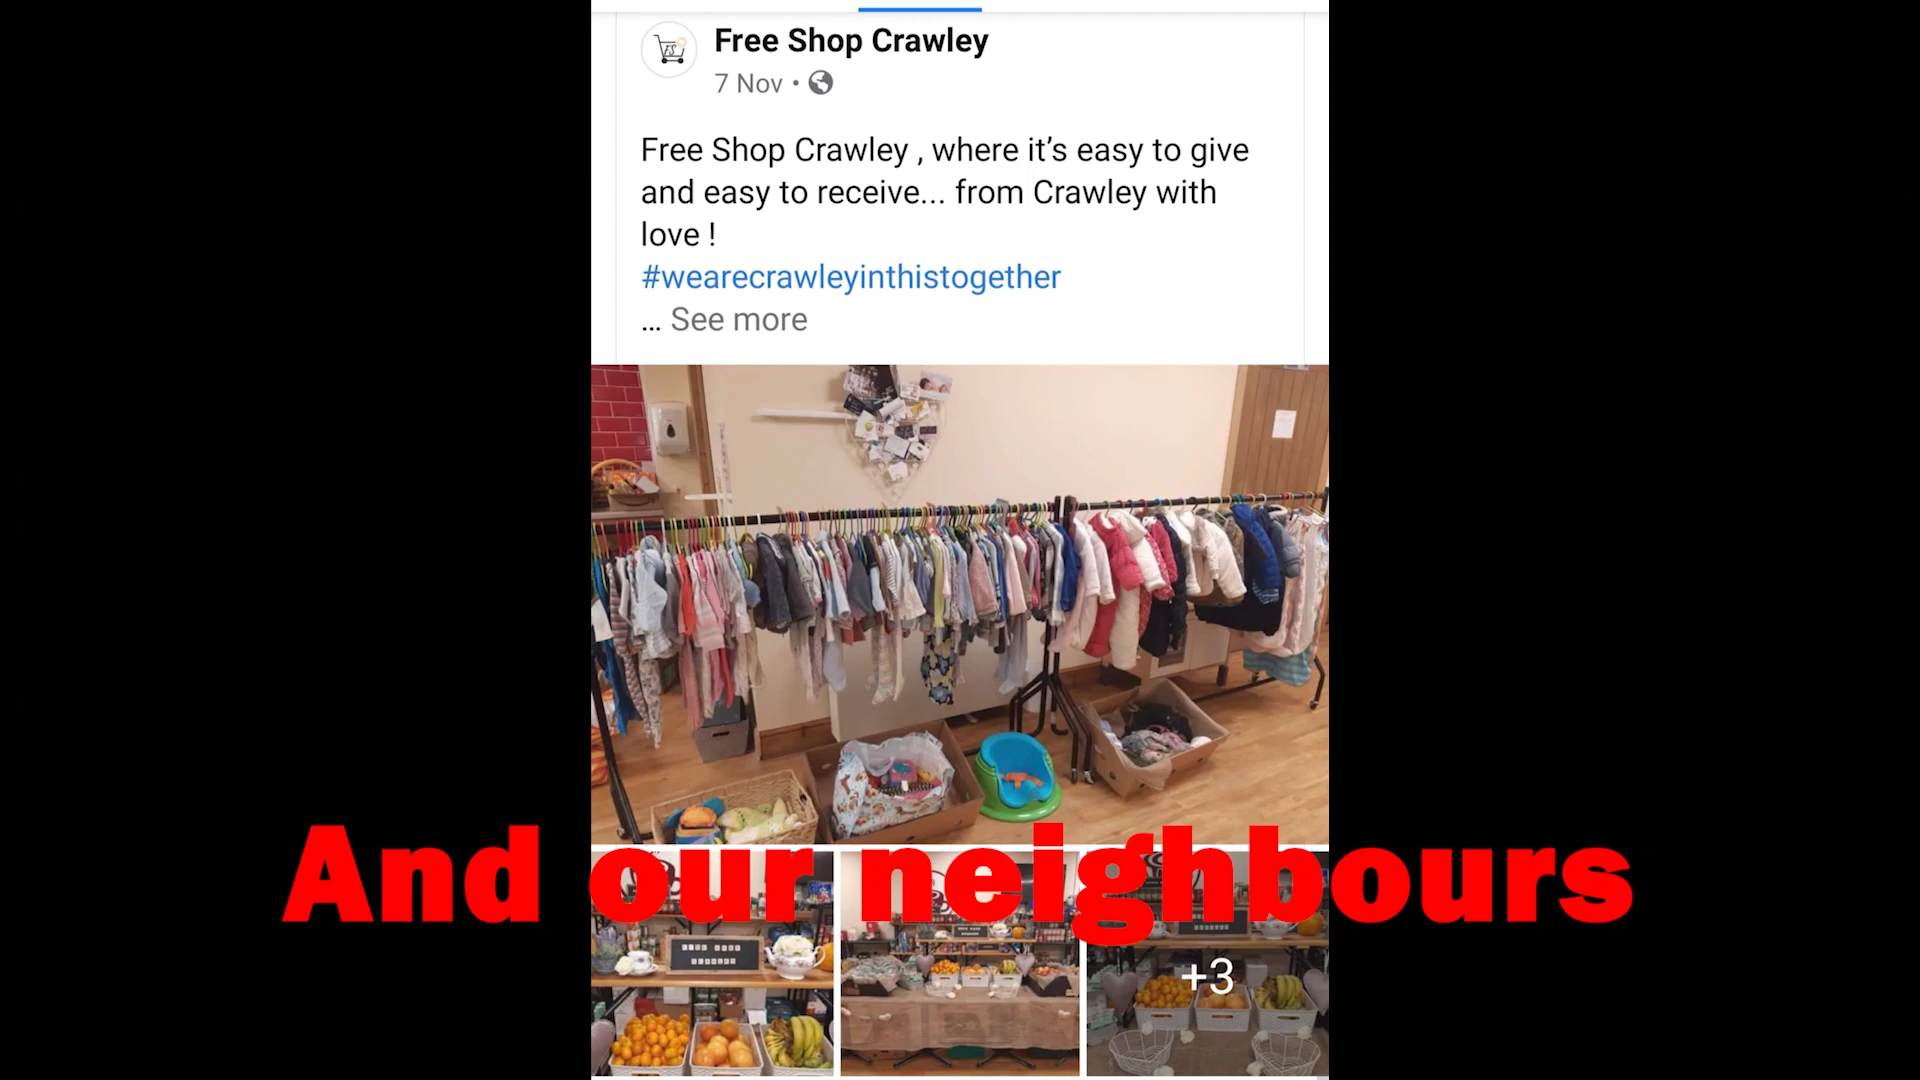 Free Shop Crawley
7 Nov •
Free Shop Crawley , where it’s easy to give
and easy to receive... from Crawley with
love !
#wearecrawleyinthistogether
... See more
And our neighbours
+3